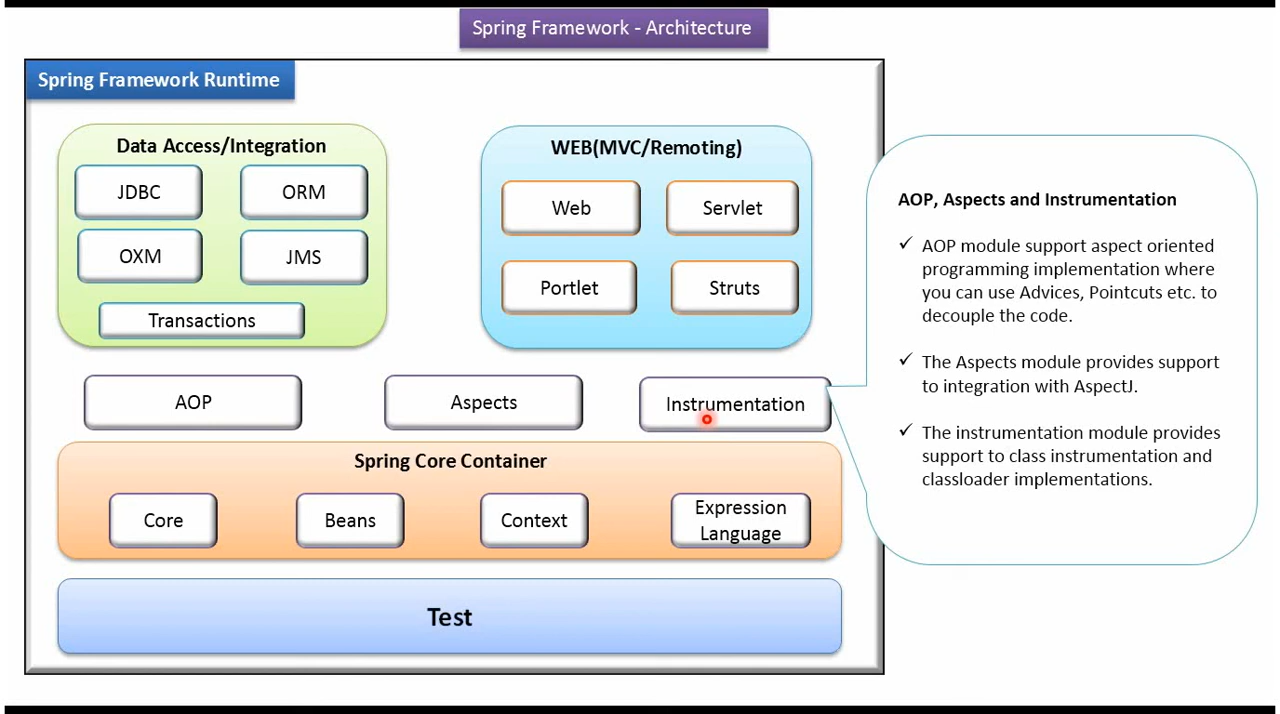 Spring Framework - Architecture
Spring Framework Runtime
Data Access/Integration
JDBC
ORM
OXM
JMS
Transactions
WEB(MVC/Remoting)
Web
Servlet
Portlet
Struts
AOP
Aspects
Instrumentation
Spring Core Container
Core
Beans
Context
Expression
Language
Test
AOP, Aspects and Instrumentation
✓ AOP module support aspect oriented
programming implementation where
you can use Advices, Pointcuts etc. to
decouple the code.
✓ The Aspects module provides support
to integration with AspectJ.
✓ The instrumentation module provides
support to class instrumentation and
classloader implementations.